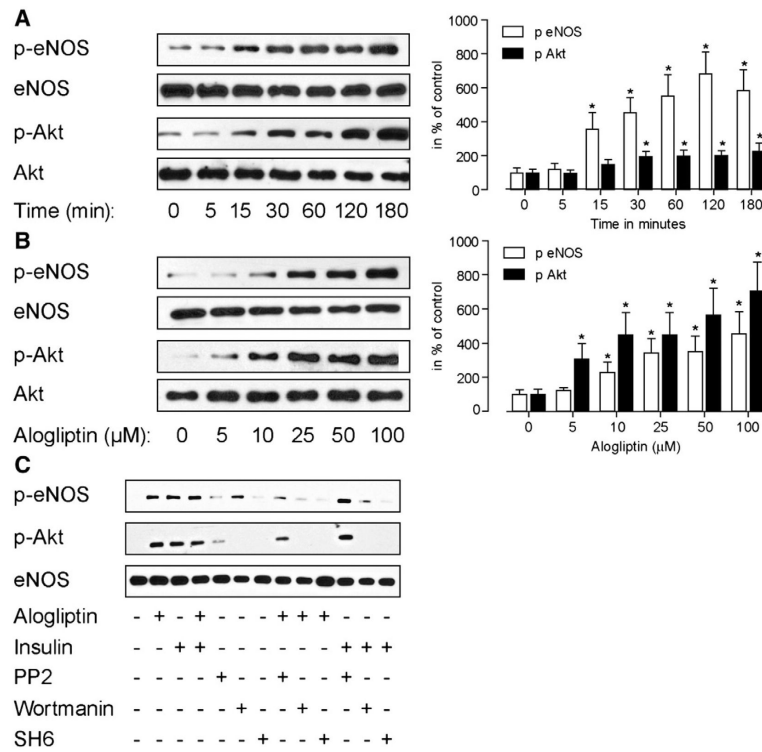 A
p-eNOS
eNOS
p-Akt
Akt
Time (min): 0 5 15 30 60 120 180
1000
800
600
400
200
0
in % of control
p eNOS
p Akt
* * * * *
* * * *
0 5 15 30 60 120 180
Time in minutes
B
p-eNOS
eNOS
p-Akt
Akt
Alogliptin (μM): 0 5 10 25 50 100
1000
800
600
400
200
0
in % of control
p eNOS
p Akt
* * * * *
* * * *
0 5 10 25 50 100
Alogliptin (μM)
C
p-eNOS
p-Akt
eNOS
Alogliptin - + - + - - - + + + - - -
Insulin - - + + - - - - - - + + +
PP2 - - - - + - - + - - + - -
Wortmanin - - - - - + - - + - - + -
SH6 - - - - - - + - - + - - +